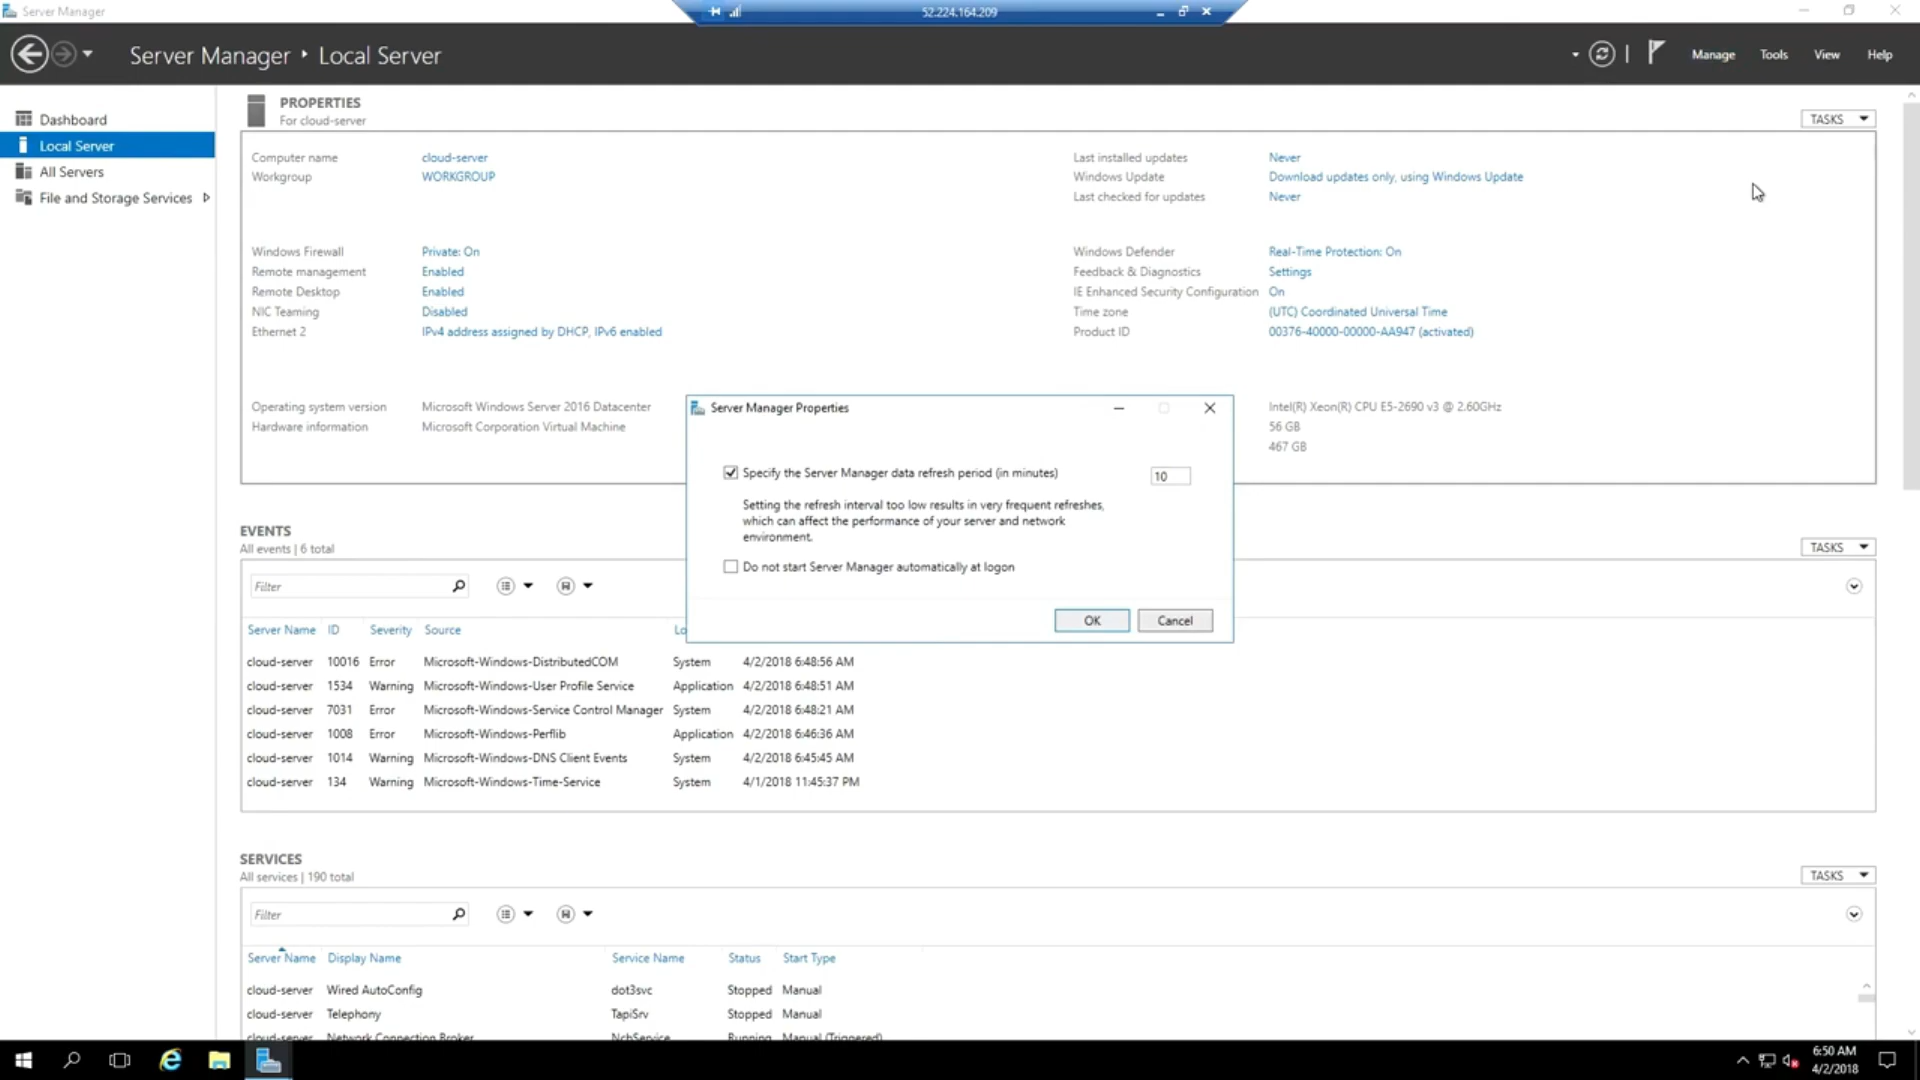 Server Manager
52.224.164.209
Server Manager ‣ Local Server
Manage Tools View Help
Dashboard
Local Server
All Servers
File and Storage Services
PROPERTIES
For cloud-server
TASKS
Computer name cloud-server
Workgroup WORKGROUP
Last installed updates Never
Windows Update Download updates only, using Windows Update
Last checked for updates Never
Windows Firewall Private: On
Remote management Enabled
Remote Desktop Enabled
NIC Teaming Disabled
Ethernet 2 IPv4 address assigned by DHCP, IPv6 enabled
Windows Defender Real-Time Protection: On
Feedback & Diagnostics Settings
IE Enhanced Security Configuration On
Time zone (UTC) Coordinated Universal Time
Product ID 00376-40000-00000-AA947 (activated)
Operating system version Microsoft Windows Server 2016 Datacenter
Hardware information Microsoft Corporation Virtual Machine
Intel(R) Xeon(R) CPU E5-2690 v3 @ 2.60GHz
56 GB
467 GB
Server Manager Properties
Specify the Server Manager data refresh period (in minutes) 10
Setting the refresh interval too low results in very frequent refreshes,
which can affect the performance of your server and network
environment.
Do not start Server Manager automatically at logon
OK Cancel
EVENTS
All events | 6 total
TASKS
Filter
Server Name ID Severity Source Lo
cloud-server 10016 Error Microsoft-Windows-DistributedCOM System 4/2/2018 6:48:56 AM
cloud-server 1534 Warning Microsoft-Windows-User Profile Service Application 4/2/2018 6:48:51 AM
cloud-server 7031 Error Microsoft-Windows-Service Control Manager System 4/2/2018 6:48:21 AM
cloud-server 1008 Error Microsoft-Windows-Perflib Application 4/2/2018 6:46:36 AM
cloud-server 1014 Warning Microsoft-Windows-DNS Client Events System 4/2/2018 6:45:45 AM
cloud-server 134 Warning Microsoft-Windows-Time-Service System 4/1/2018 11:45:37 PM
SERVICES
All services | 190 total
TASKS
Filter
Server Name Display Name Service Name Status Start Type
cloud-server Wired AutoConfig dot3svc Stopped Manual
cloud-server Telephony TapiSrv Stopped Manual
cloud-server Network Connection Broker NcbService Running Manual (Triggered)
6:50 AM
4/2/2018